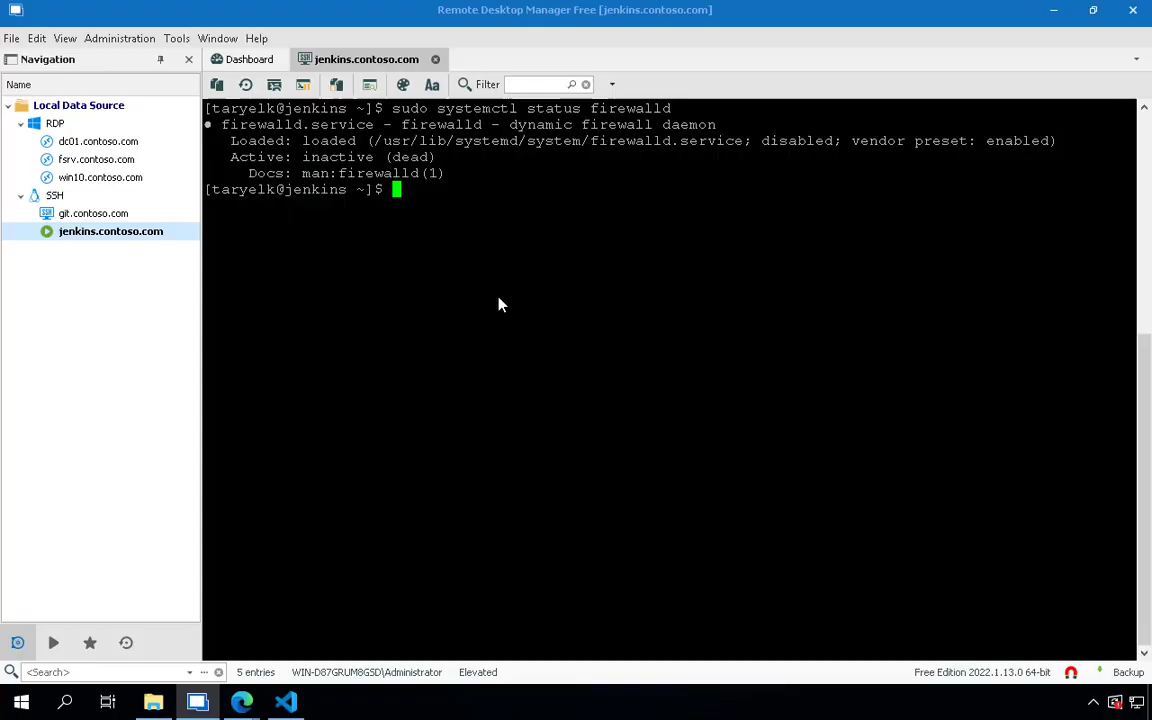 Remote Desktop Manager Free [jenkins.contoso.com]
File Edit View Administration Tools Window Help
Navigation
Dashboard
jenkins.contoso.com
Name
Filter
Local Data Source
RDP
dc01.contoso.com
fsrv.contoso.com
win10.contoso.com
SSH
git.contoso.com
jenkins.contoso.com
[taryelk@jenkins ~]$ sudo systemctl status firewalld
● firewalld.service - firewalld - dynamic firewall daemon
Loaded: loaded (/usr/lib/systemd/system/firewalld.service; disabled; vendor preset: enabled)
Active: inactive (dead)
Docs: man:firewalld(1)
[taryelk@jenkins ~]$
<Search>
5 entries
WIN-D87GRUM8GSD\Administrator
Elevated
Free Edition 2022.1.13.0 64-bit
Backup